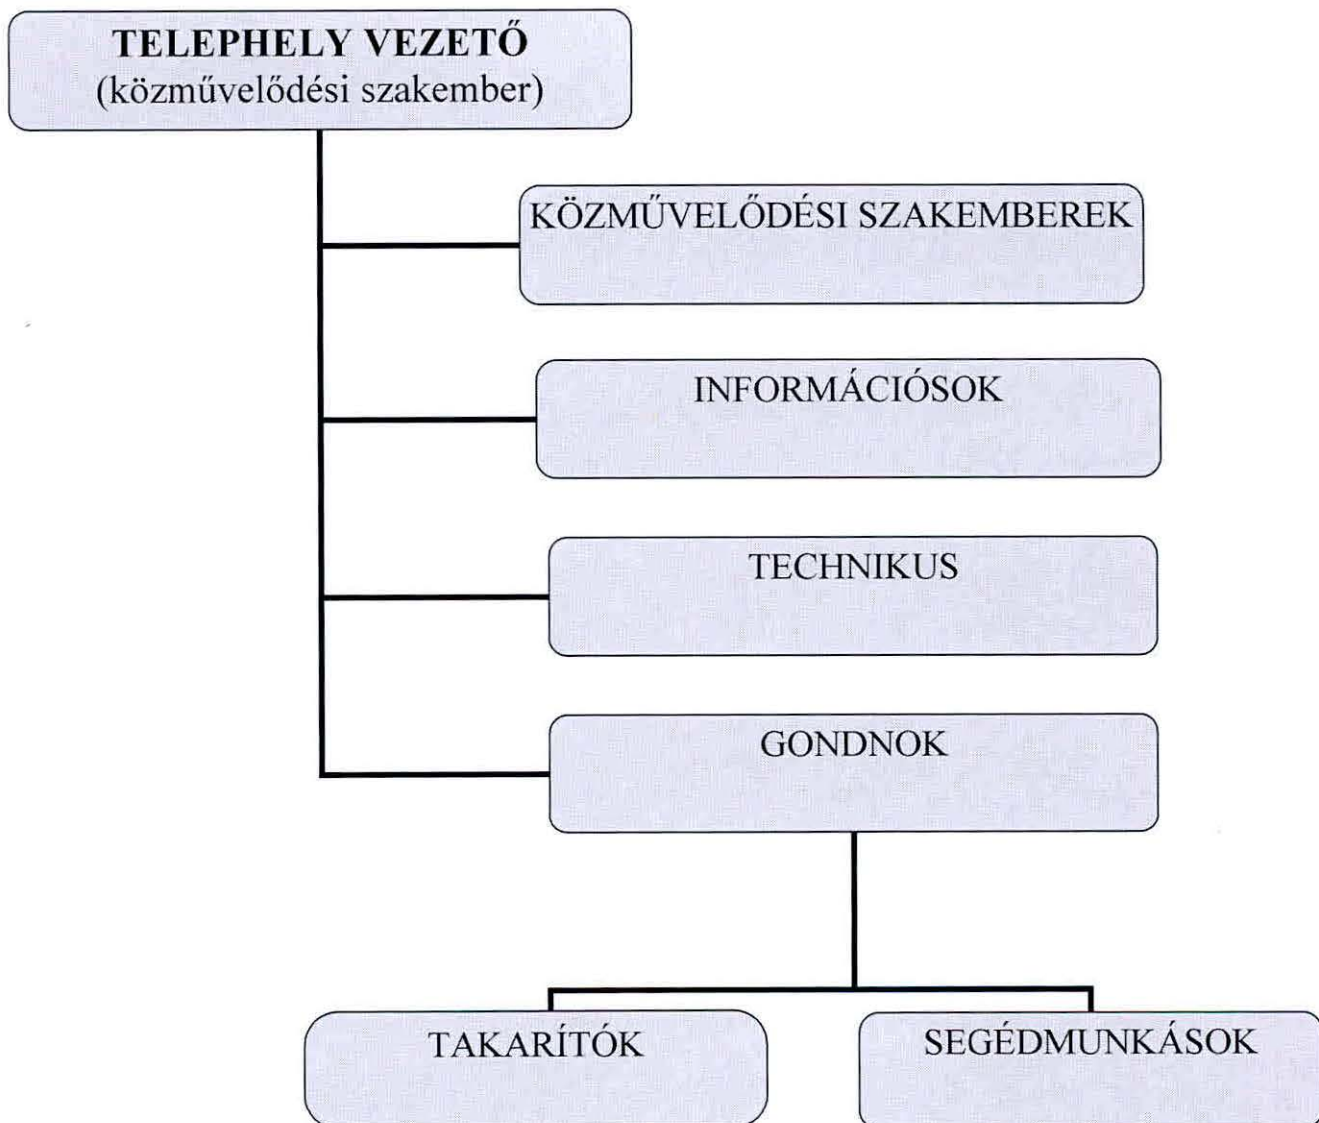 TELEPHELY VEZETŐ
(közművelődési szakember)
KÖZMŰVELŐDÉSI SZAKEMBEREK
INFORMÁCIÓSOK
TECHNIKUS
GONDNOK
TAKARÍTÓK
SEGÉDMUNKÁSOK